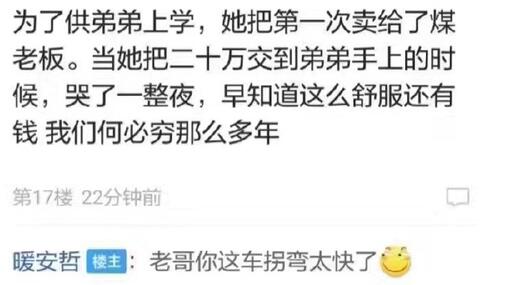 为了供弟弟上学，她把第一次卖给了煤
老板。当她把二十万交到弟弟手上的时
候，哭了一整夜，早知道这么舒服还有
钱 我们何必穷那么多年
第17楼 22分钟前
暖安哲 楼主：老哥你这车拐弯太快了